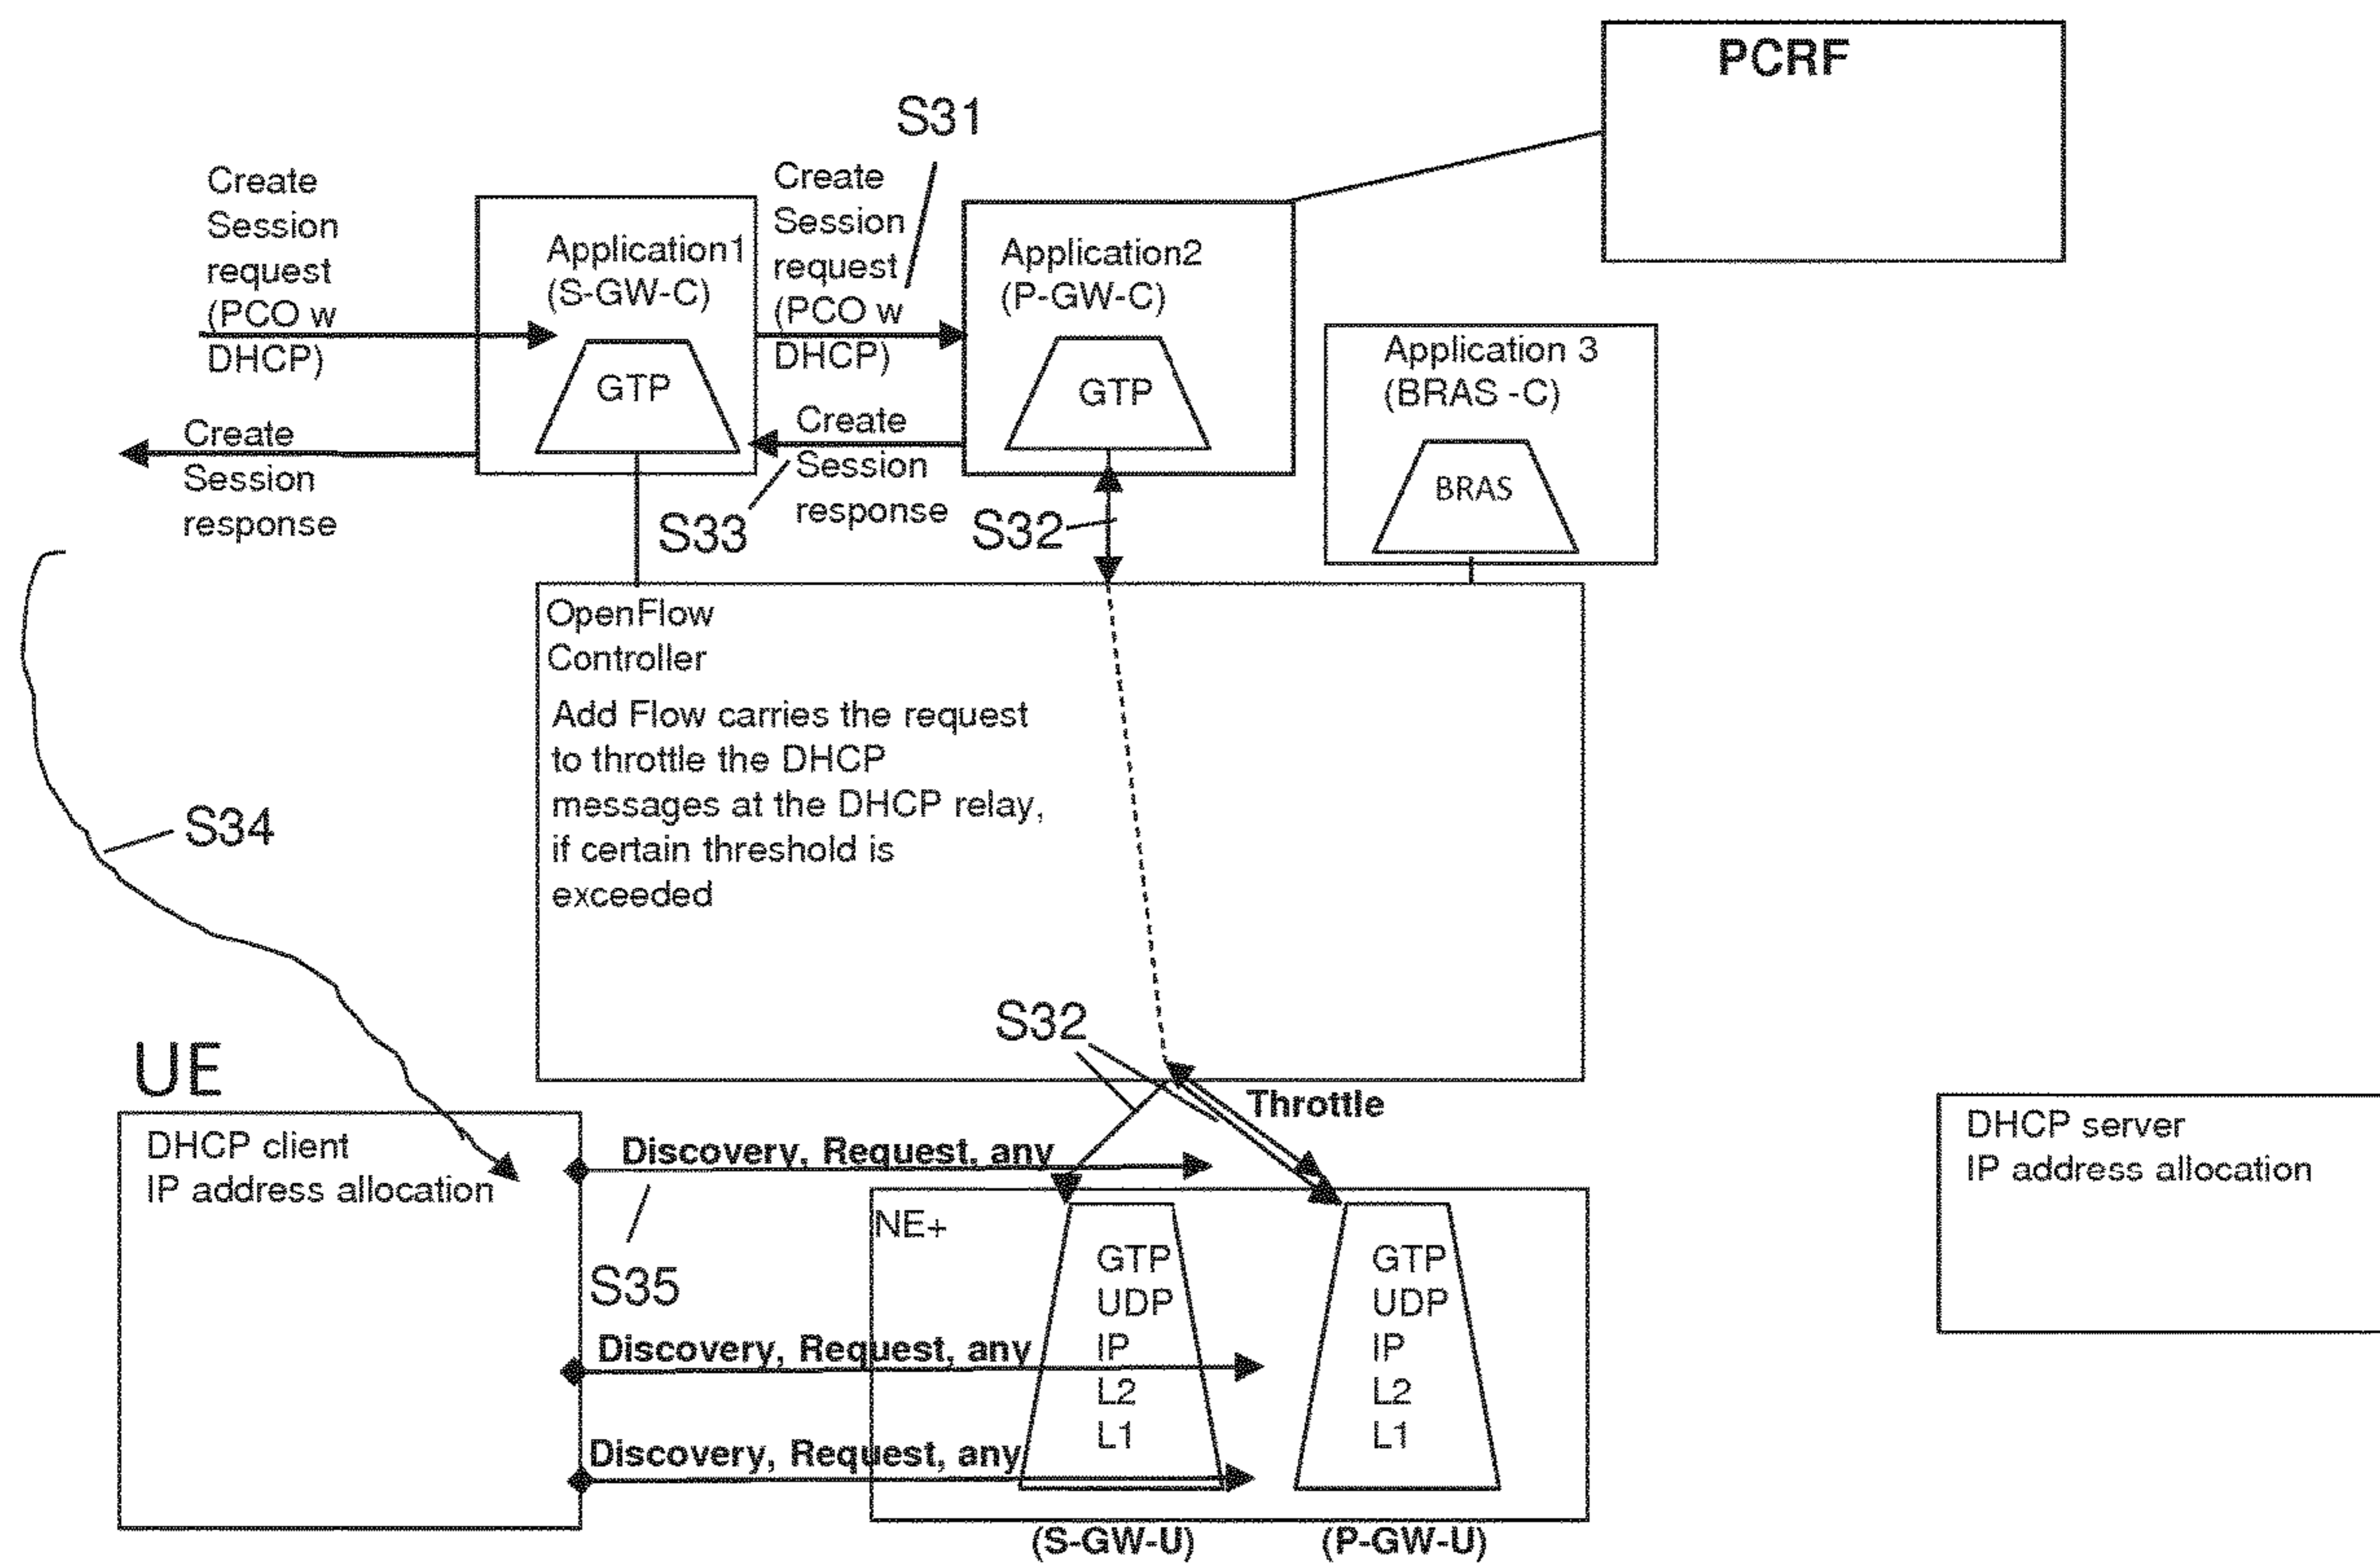 PCRF
S31
Create
Session
request
(PCO w
DHCP)
Application1
(S-GW-C)
GTP
Create
Session
request
(PCO w
DHCP)
Application2
(P-GW-C)
GTP
Application 3
(BRAS -C)
BRAS
Create
Session
response
Create
Session
response
S33
S32
OpenFlow
Controller
Add Flow carries the request
to throttle the DHCP
messages at the DHCP relay,
if certain threshold is
exceeded
S34
S32
UE
Throttle
DHCP client
IP address allocation
Discovery, Request, any
S35
Discovery, Request, any
Discovery, Request, any
NE+
GTP
UDP
IP
L2
L1
GTP
UDP
IP
L2
L1
(S-GW-U)
(P-GW-U)
DHCP server
IP address allocation